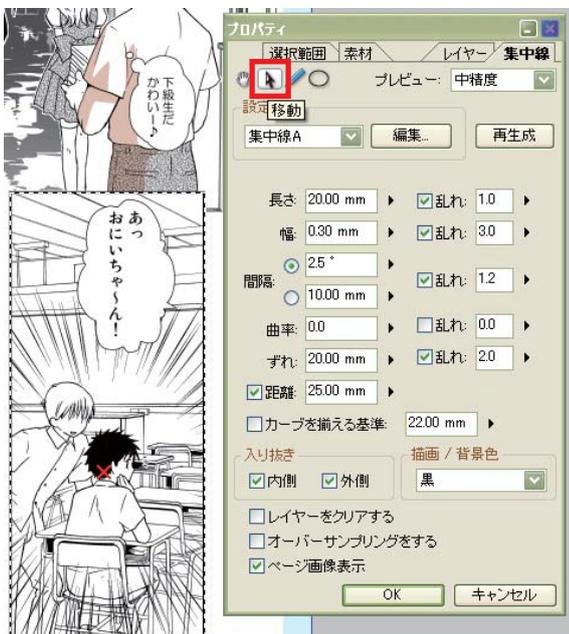 下級生だ
かわいー♪
あっ
おにいちゃ〜ん!
プロパティ
選択範囲 素材 レイヤー 集中線
プレビュー: 中精度
設定
移動
集中線A 編集... 再生成
長さ: 20.00 mm 乱れ: 1.0
幅: 0.30 mm 乱れ: 3.0
間隔: 2.5 ° 乱れ: 1.2
10.00 mm
曲率: 0.0 乱れ: 0.0
ずれ: 20.00 mm 乱れ: 2.0
距離: 25.00 mm
カーブを揃える基準: 22.00 mm
入り抜き 描画 / 背景色
内側 外側 黒
レイヤーをクリアする
オーバーサンプリングをする
ページ画像表示
OK キャンセル